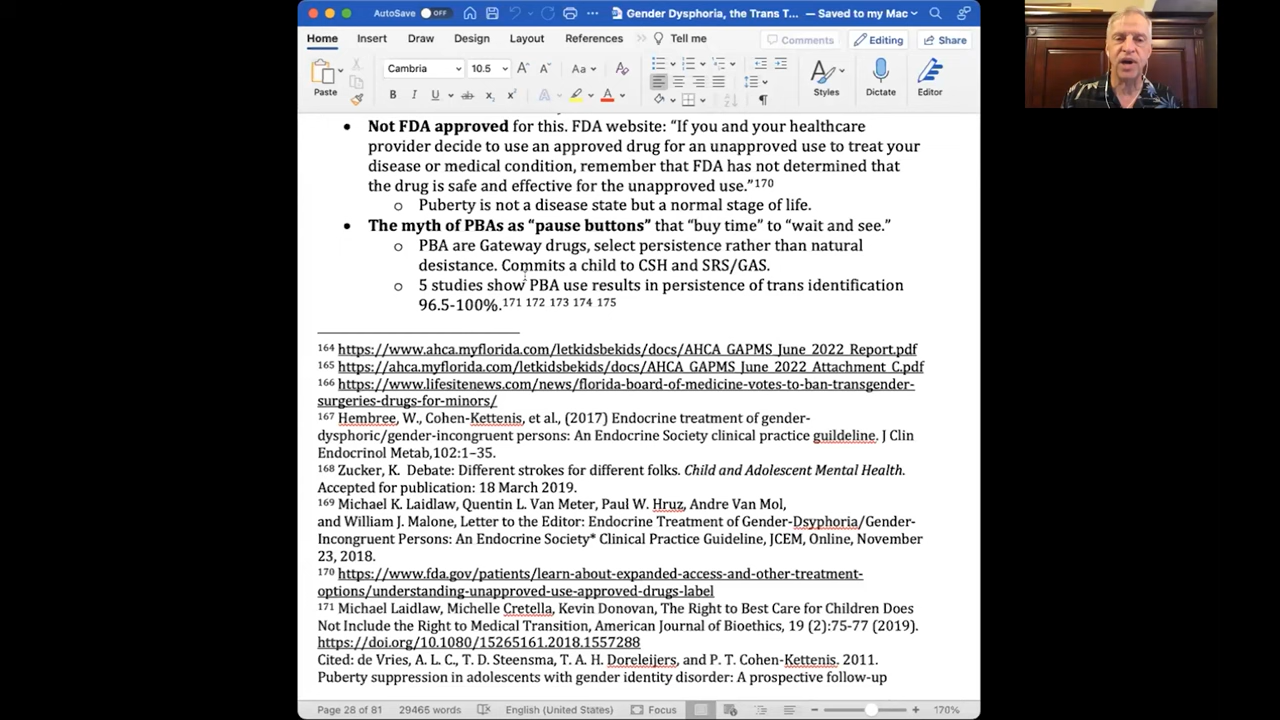 AutoSave OFF ... Gender Dysphoria, the Trans T... — Saved to my Mac
Home Insert Draw Design Layout References Tell me Comments Editing Share
Paste Cambria 10.5 A A Aa A Styles Dictate Editor
B I U ab x₂ x² A A
• Not FDA approved for this. FDA website: “If you and your healthcare
provider decide to use an approved drug for an unapproved use to treat your
disease or medical condition, remember that FDA has not determined that
the drug is safe and effective for the unapproved use.”170
o Puberty is not a disease state but a normal stage of life.
• The myth of PBAs as “pause buttons” that “buy time” to “wait and see.”
o PBA are Gateway drugs, select persistence rather than natural
desistance. Commits a child to CSH and SRS/GAS.
o 5 studies show PBA use results in persistence of trans identification
96.5-100%.171 172 173 174 175
164 https://www.ahca.myflorida.com/letkidsbekids/docs/AHCA_GAPMS_June_2022_Report.pdf
165 https://ahca.myflorida.com/letkidsbekids/docs/AHCA_GAPMS_June_2022_Attachment_C.pdf
166 https://www.lifesitenews.com/news/florida-board-of-medicine-votes-to-ban-transgender-
surgeries-drugs-for-minors/
167 Hembree, W., Cohen-Kettenis, et al., (2017) Endocrine treatment of gender-
dysphoric/gender-incongruent persons: An Endocrine Society clinical practice guildeline. J Clin
Endocrinol Metab,102:1–35.
168 Zucker, K. Debate: Different strokes for different folks. Child and Adolescent Mental Health.
Accepted for publication: 18 March 2019.
169 Michael K. Laidlaw, Quentin L. Van Meter, Paul W. Hruz, Andre Van Mol,
and William J. Malone, Letter to the Editor: Endocrine Treatment of Gender-Dsyphoria/Gender-
Incongruent Persons: An Endocrine Society* Clinical Practice Guideline, JCEM, Online, November
23, 2018.
170 https://www.fda.gov/patients/learn-about-expanded-access-and-other-treatment-
options/understanding-unapproved-use-approved-drugs-label
171 Michael Laidlaw, Michelle Cretella, Kevin Donovan, The Right to Best Care for Children Does
Not Include the Right to Medical Transition, American Journal of Bioethics, 19 (2):75-77 (2019).
https://doi.org/10.1080/15265161.2018.1557288
Cited: de Vries, A. L. C., T. D. Steensma, T. A. H. Doreleijers, and P. T. Cohen-Kettenis. 2011.
Puberty suppression in adolescents with gender identity disorder: A prospective follow-up
Page 28 of 81 29465 words English (United States) Focus 170%